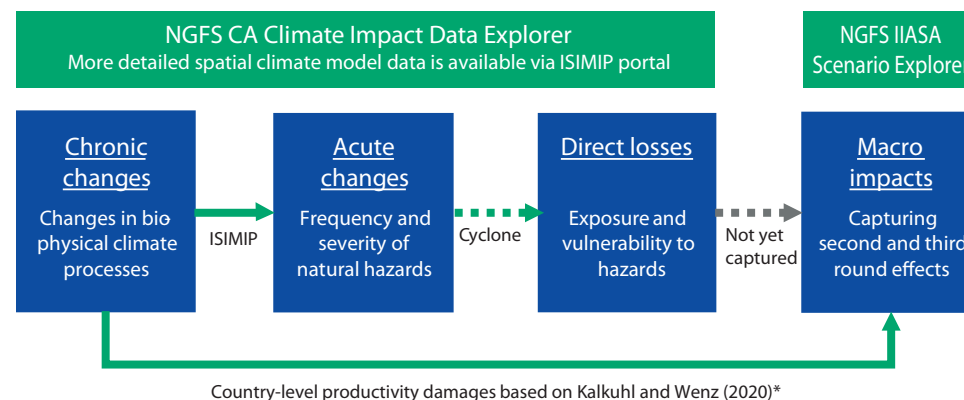 NGFS CA Climate Impact Data Explorer
More detailed spatial climate model data is available via ISIMIP portal
NGFS IIASA
Scenario Explorer
Chronic
changes
Changes in bio-
physical climate
processes
ISIMIP
Acute
changes
Frequency and
severity of
natural hazards
Cyclone
Direct losses
Exposure and
vulnerability to
hazards
Not yet
captured
Macro
impacts
Capturing
second and third
round effects
Country-level productivity damages based on Kalkuhl and Wenz (2020)*